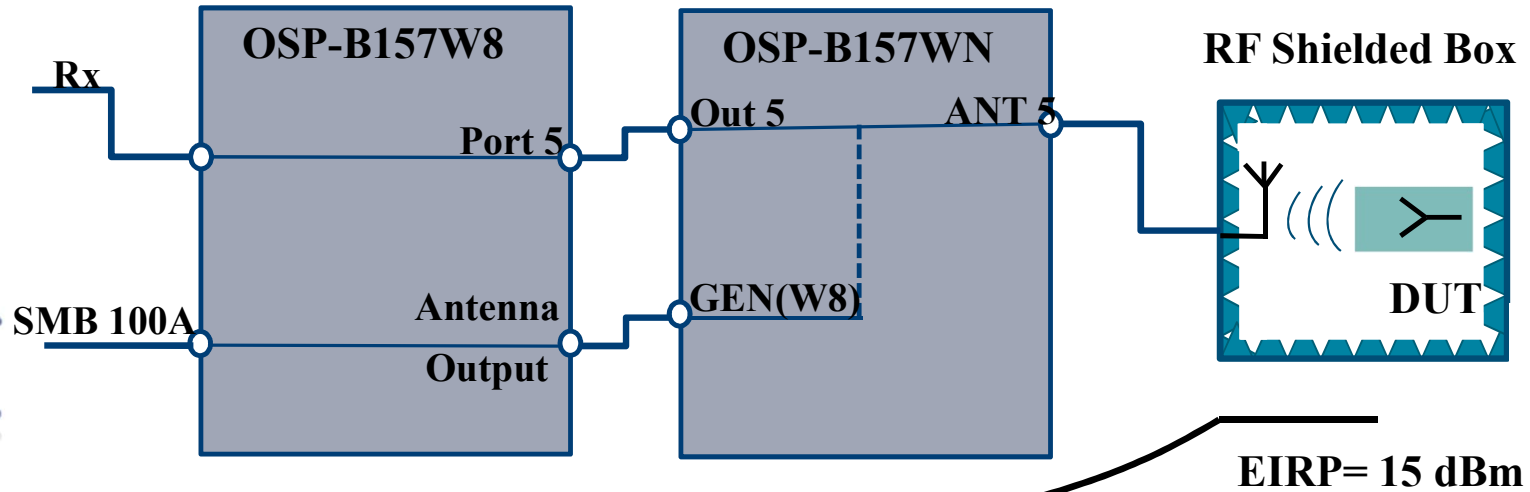 OSP-B157W8
OSP-B157WN
RF Shielded Box
Rx
Out 5
ANT 5
Port 5
GEN(W8)
SMB 100A
Antenna
Output
DUT
EIRP= 15 dBm